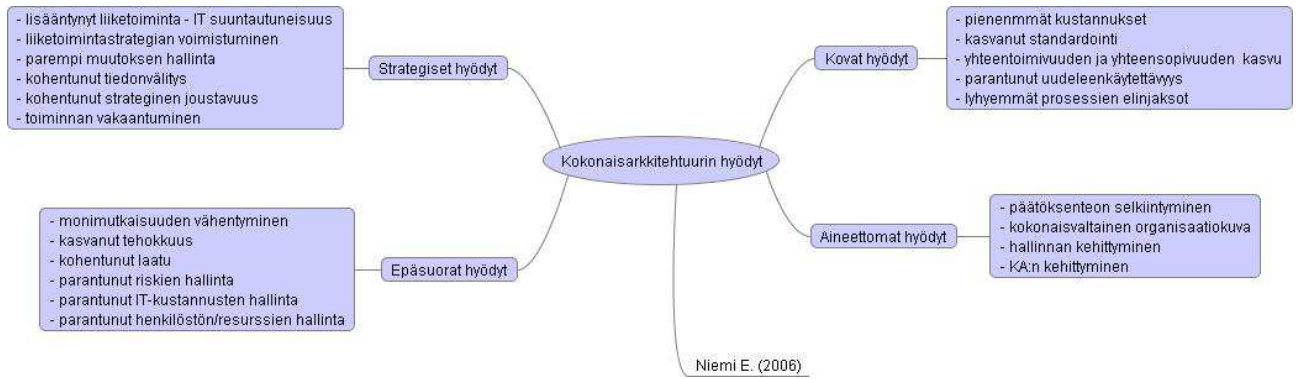 - lisääntynyt liiketoiminta - IT suuntautuneisuus
- liiketoimintastrategian voimistuminen
- parempi muutoksen hallinta
- kohentunut tiedonvälitys
- kohentunut strateginen joustavuus
- toiminnan vakaantuminen
Strategiset hyödyt
Kovat hyödyt
- pienenmmät kustannukset
- kasvanut standardointi
- yhteentoimivuuden ja yhteensopivuuden kasvu
- parantunut uudeleenkäytettävyys
- lyhyemmät prosessien elinjaksot
Kokonaisarkkitehtuurin hyödyt
- monimutkaisuuden vähentyminen
- kasvanut tehokkuus
- kohentunut laatu
- parantunut riskien hallinta
- parantunut IT-kustannusten hallinta
- parantunut henkilöstön/resurssien hallinta
Epäsuorat hyödyt
Aineettomat hyödyt
- päätöksenteon selkiintyminen
- kokonaisvaltainen organisaatiokuva
- hallinnan kehittyminen
- KA:n kehittyminen
Niemi E. (2006)